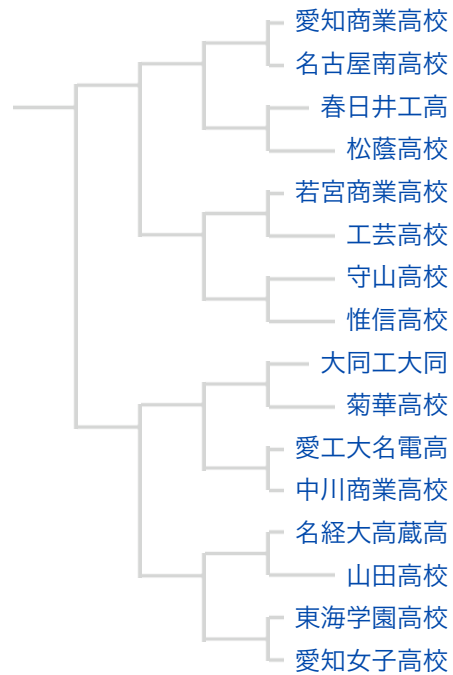 愛知商業高校
名古屋南高校
春日井工高
松蔭高校
若宮商業高校
工芸高校
守山高校
惟信高校
大同工大同
菊華高校
愛工大名電高
中川商業高校
名経大高蔵高
山田高校
東海学園高校
愛知女子高校